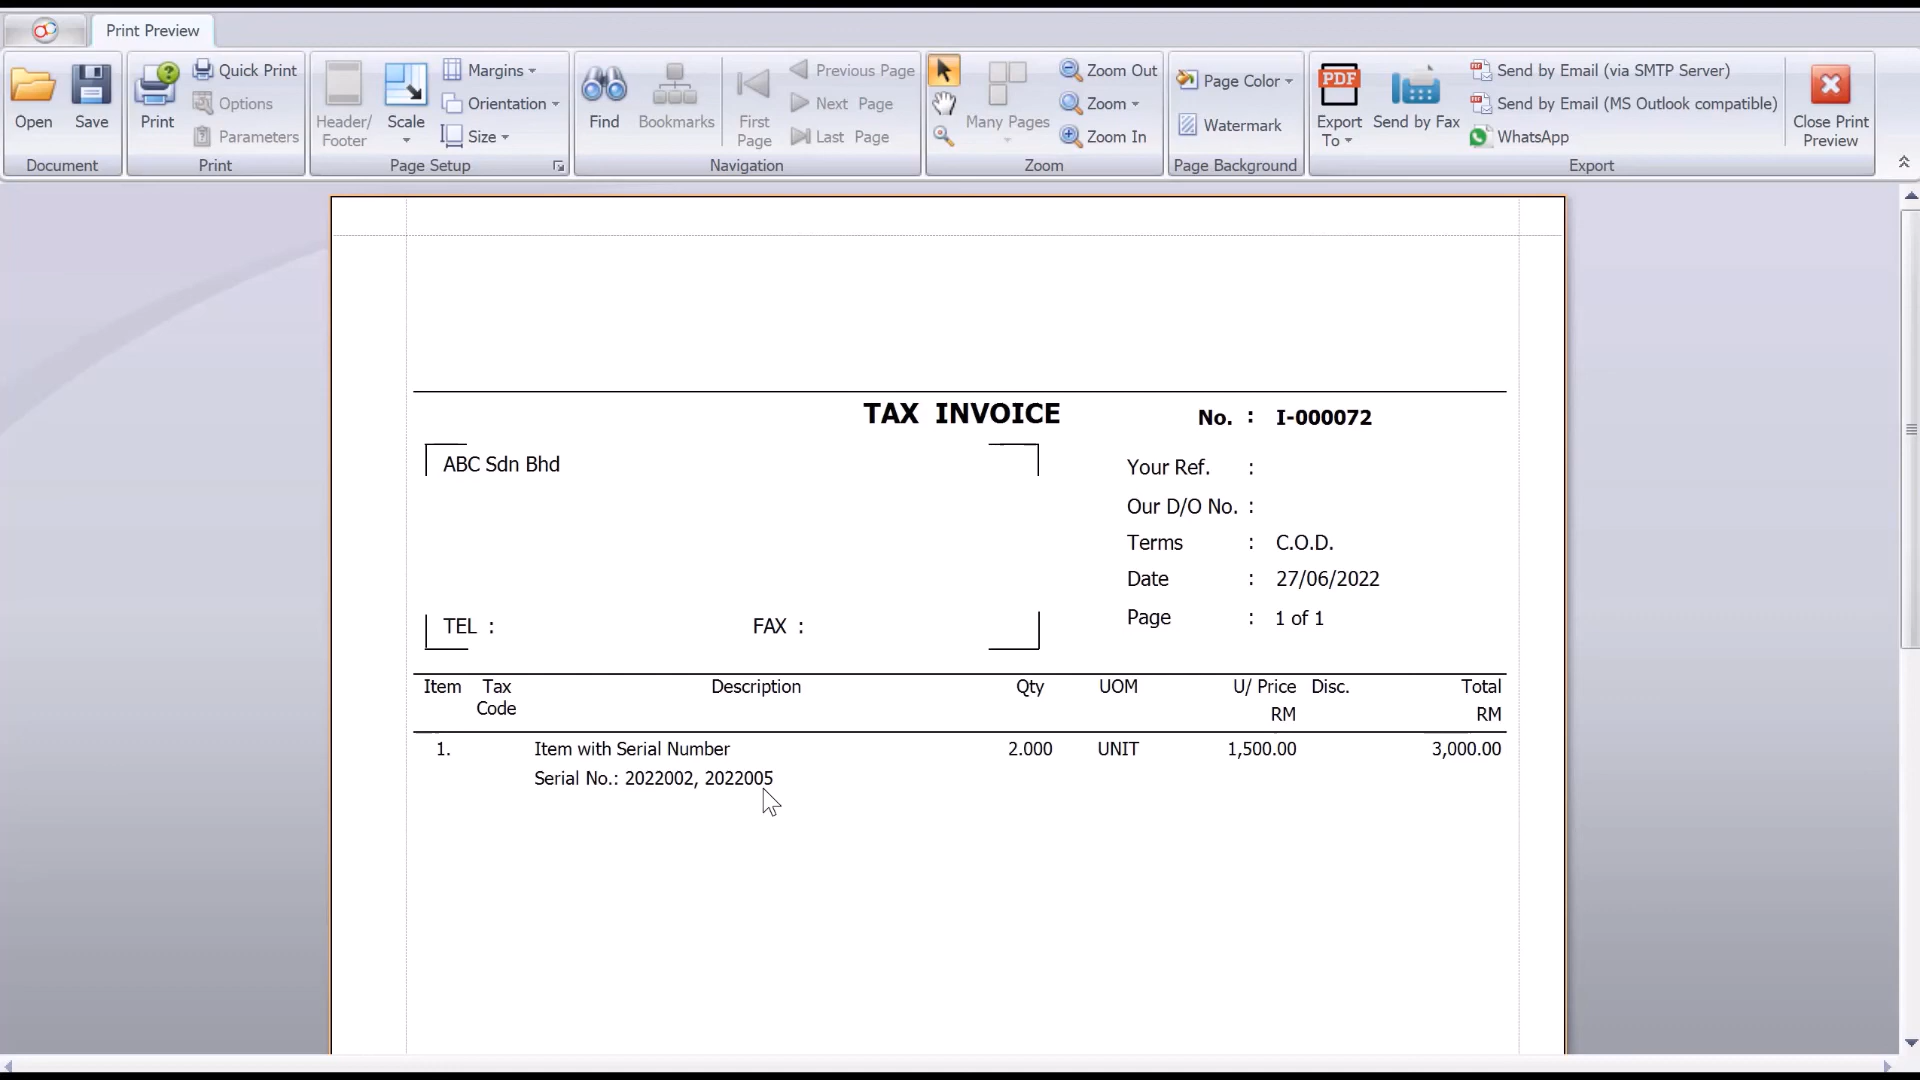 Print Preview
Open
Save
Document
Print
Quick Print
Options
Parameters
Print
Header/
Footer
Scale
Margins
Orientation
Size
Page Setup
Find
Bookmarks
First
Page
Previous Page
Next Page
Last Page
Navigation
Many Pages
Zoom Out
Zoom
Zoom In
Zoom
Page Color
Watermark
Page Background
PDF
Export
To
Send by Fax
Send by Email (via SMTP Server)
Send by Email (MS Outlook compatible)
WhatsApp
Export
Close Print
Preview
TAX INVOICE
No. : I-000072
ABC Sdn Bhd
Your Ref. :
Our D/O No. :
Terms : C.O.D.
Date : 27/06/2022
Page : 1 of 1
TEL : FAX :
Item Tax Description Qty UOM U/ Price Disc. Total
Code RM RM
1. Item with Serial Number 2.000 UNIT 1,500.00 3,000.00
Serial No.: 2022002, 2022005